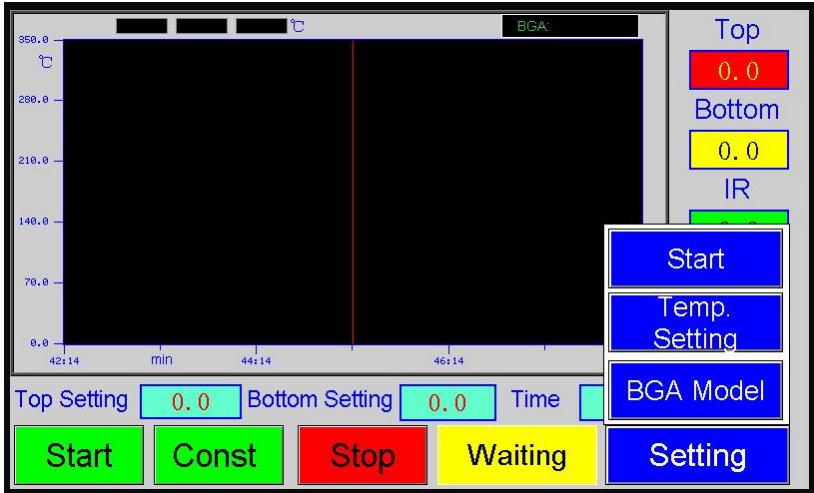 ℃
BGA:
Top
350.0
℃
0.0
280.0
Bottom
0.0
210.0
IR
140.0
Start
70.0
Temp.
Setting
0.0
42:14
min
44:14
46:14
BGA Model
Top Setting
0.0
Bottom Setting
0.0
Time
Start
Const
Stop
Waiting
Setting